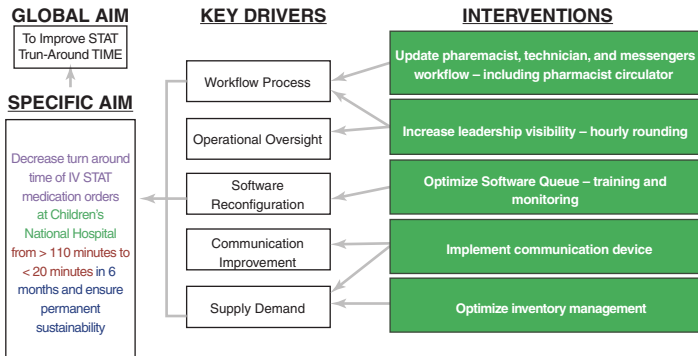 GLOBAL AIM
To Improve STAT
Trun-Around TIME
SPECIFIC AIM
Decrease turn around
time of IV STAT
medication orders
at Children's
National Hospital
from > 110 minutes to
< 20 minutes in 6
months and ensure
permanent
sustainability
KEY DRIVERS
Workflow Process
Operational Oversight
Software
Reconfiguration
Communication
Improvement
Supply Demand
INTERVENTIONS
Update pharemacist, technician, and messengers
workflow – including pharmacist circulator
Increase leadership visibility – hourly rounding
Optimize Software Queue – training and
monitoring
Implement communication device
Optimize inventory management